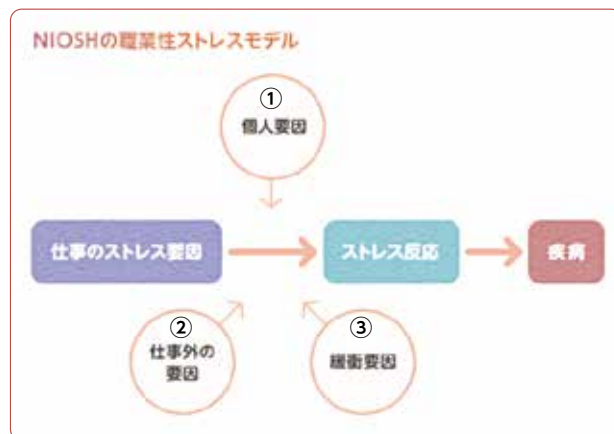 NIOSHの職業性ストレスモデル
①
個人要因
仕事のストレス要因
ストレス反応
疾病
②
仕事外の
要因
③
緩衝要因